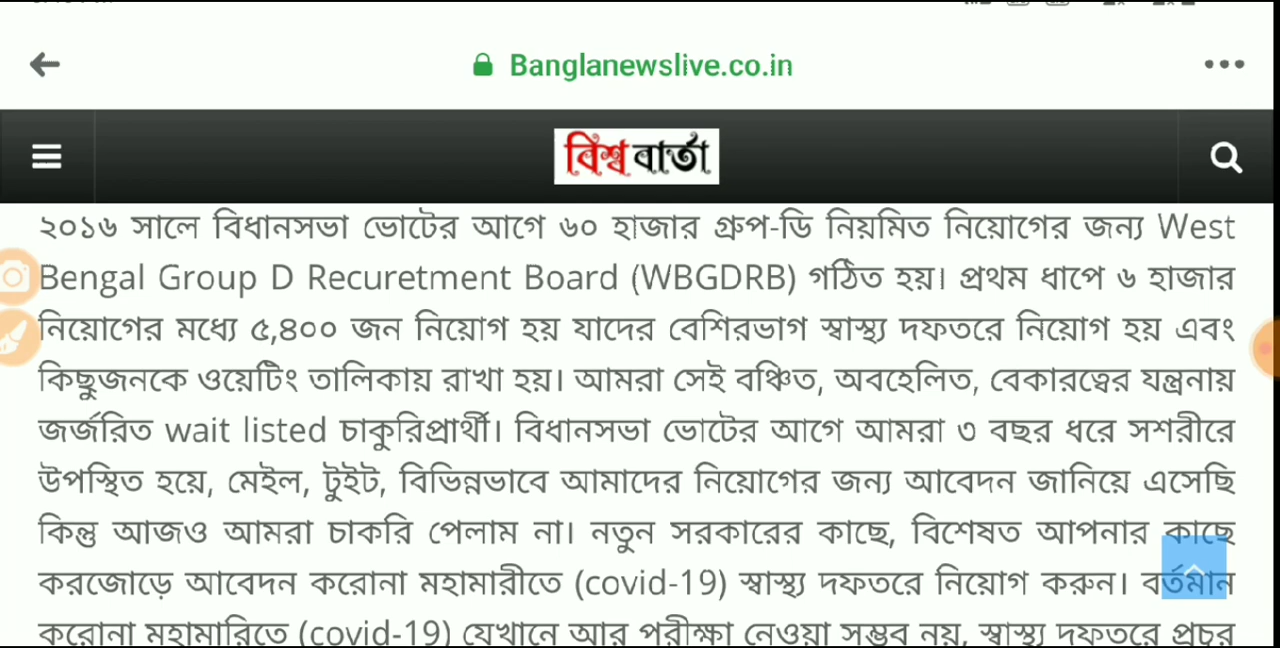 Banglanewslive.co.in
বিশ্ব বার্তা
২০১৬ সালে বিধানসভা ভোটের আগে ৬০ হাজার গ্রুপ-ডি নিয়মিত নিয়োগের জন্য West
Bengal Group D Recuretment Board (WBGDRB) গঠিত হয়। প্রথম ধাপে ৬ হাজার
নিয়োগের মধ্যে ৫,৪০০ জন নিয়োগ হয় যাদের বেশিরভাগ স্বাস্থ্য দফতরে নিয়োগ হয় এবং
কিছুজনকে ওয়েটিং তালিকায় রাখা হয়। আমরা সেই বঞ্চিত, অবহেলিত, বেকারত্বের যন্ত্রনায়
জর্জরিত wait listed চাকুরিপ্রার্থী। বিধানসভা ভোটের আগে আমরা ৩ বছর ধরে সশরীরে
উপস্থিত হয়ে, মেইল, টুইট, বিভিন্নভাবে আমাদের নিয়োগের জন্য আবেদন জানিয়ে এসেছি
কিন্তু আজও আমরা চাকরি পেলাম না। নতুন সরকারের কাছে, বিশেষত আপনার কাছে
করজোড়ে আবেদন করোনা মহামারীতে (covid-19) স্বাস্থ্য দফতরে নিয়োগ করুন। বর্তমান
করোনা মহামারিতে (covid-19) যেখানে আর পরীক্ষা নেওয়া সম্ভব নয়, স্বাস্থ্য দফতরে প্রচুর